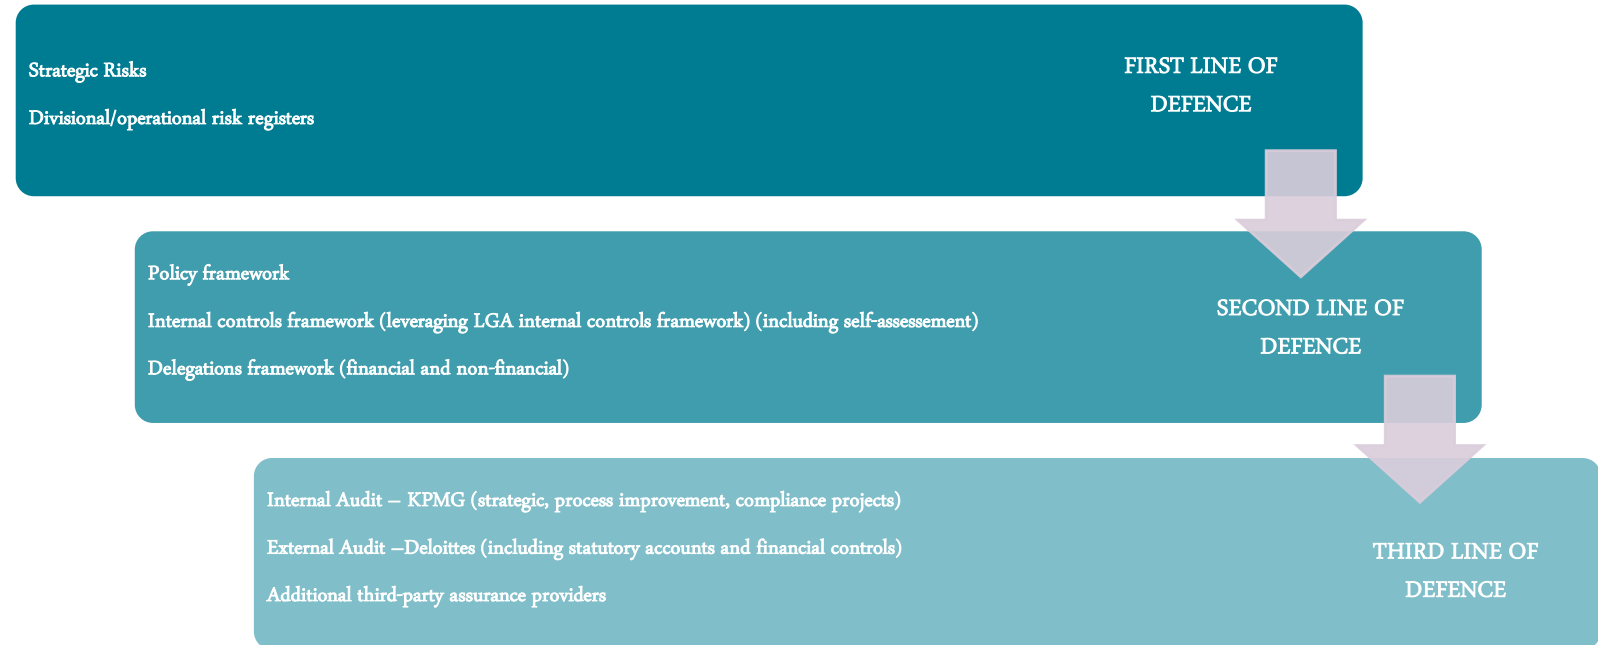 Strategic Risks
Divisional/operational risk registers
FIRST LINE OF
DEFENCE
Policy framework
Internal controls framework (leveraging LGA internal controls framework) (including self-assessement)
Delegations framework (financial and non-financial)
SECOND LINE OF
DEFENCE
Internal Audit – KPMG (strategic, process improvement, compliance projects)
External Audit –Deloittes (including statutory accounts and financial controls)
Additional third-party assurance providers
THIRD LINE OF
DEFENCE